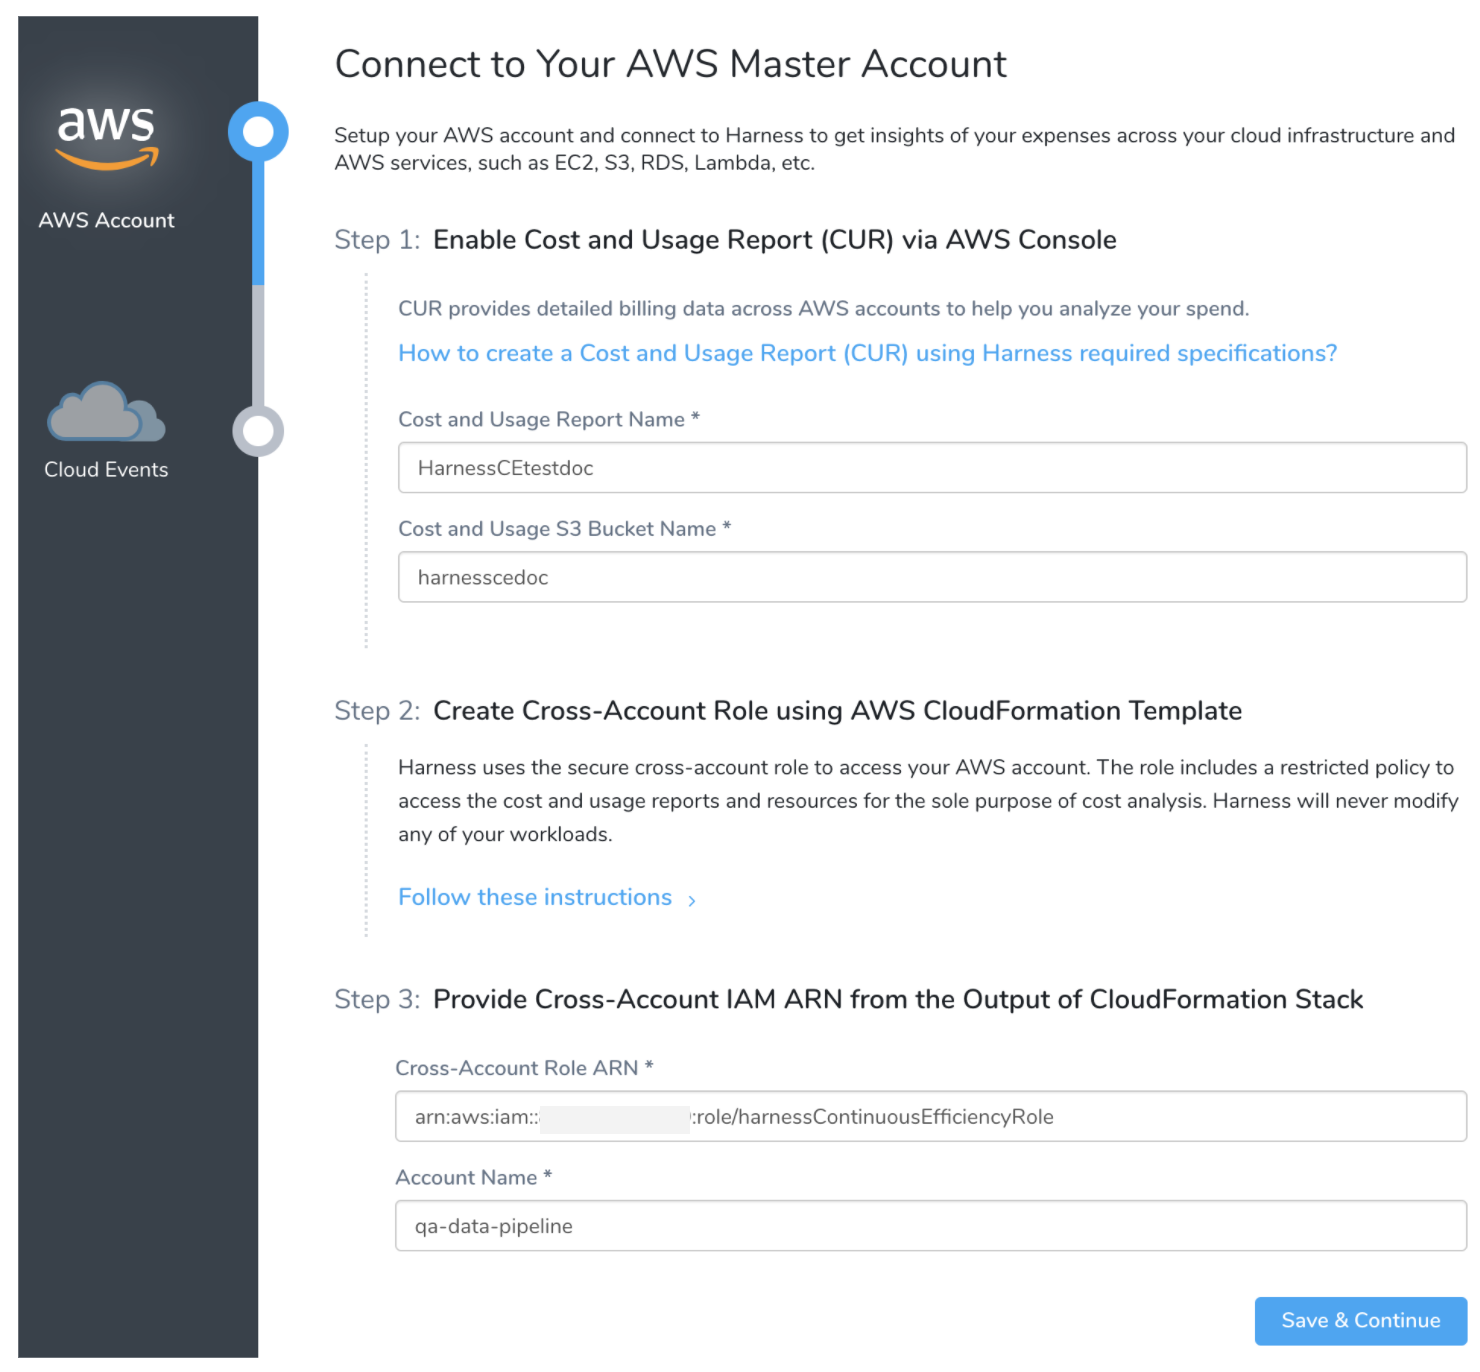 aws
AWS Account
Cloud Events
Connect to Your AWS Master Account
Setup your AWS account and connect to Harness to get insights of your expenses across your cloud infrastructure and
AWS services, such as EC2, S3, RDS, Lambda, etc.
Step 1: Enable Cost and Usage Report (CUR) via AWS Console
CUR provides detailed billing data across AWS accounts to help you analyze your spend.
How to create a Cost and Usage Report (CUR) using Harness required specifications?
Cost and Usage Report Name *
HarnessCEtestdoc
Cost and Usage S3 Bucket Name *
harnesscedoc
Step 2: Create Cross-Account Role using AWS CloudFormation Template
Harness uses the secure cross-account role to access your AWS account. The role includes a restricted policy to
access the cost and usage reports and resources for the sole purpose of cost analysis. Harness will never modify
any of your workloads.
Follow these instructions >
Step 3: Provide Cross-Account IAM ARN from the Output of CloudFormation Stack
Cross-Account Role ARN *
arn:aws:iam:: :role/harnessContinuousEfficiencyRole
Account Name *
qa-data-pipeline
Save & Continue